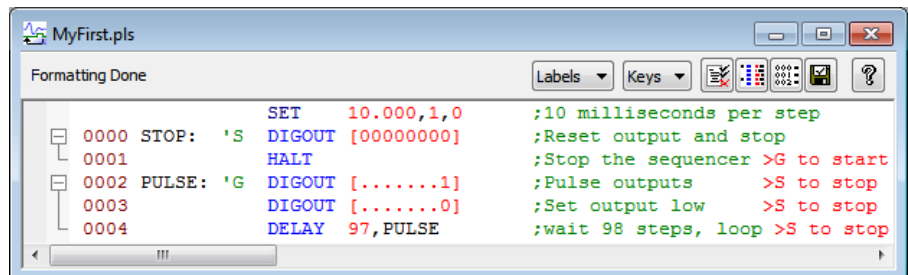 MyFirst.pls
Formatting Done Labels Keys
SET 10.000,1,0 ;10 milliseconds per step
0000 STOP: 'S DIGOUT [00000000] ;Reset output and stop
0001 HALT ;Stop the sequencer >G to start
0002 PULSE: 'G DIGOUT [.......1] ;Pulse outputs >S to stop
0003 DIGOUT [.......0] ;Set output low >S to stop
0004 DELAY 97,PULSE ;wait 98 steps, loop >S to stop